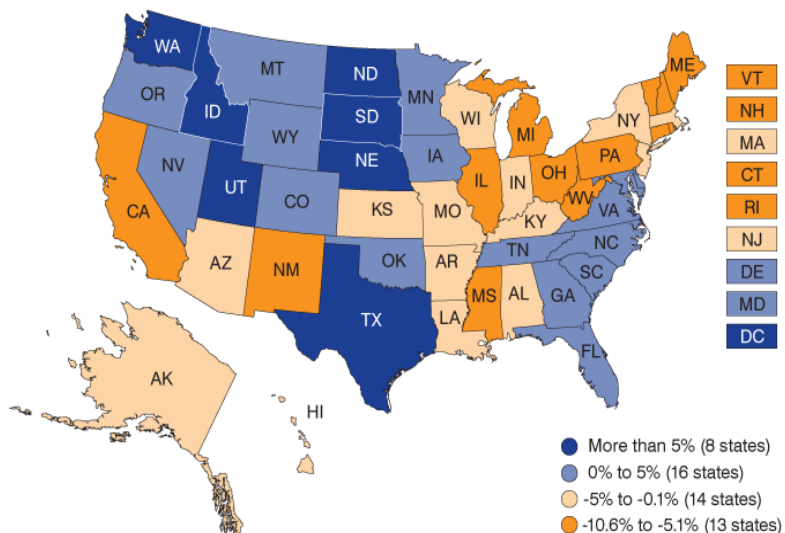 WA
MT
ND
MN
ME
VT
OR
ID
SD
WI
NY
NH
WY
MI
MA
NV
NE
IA
PA
CT
UT
CO
IL
IN
OH
WV
RI
CA
KS
MO
KY
VA
NJ
AZ
NM
OK
AR
TN
NC
DE
TX
MS
AL
GA
SC
MD
LA
FL
DC
AK
HI
More than 5% (8 states)
0% to 5% (16 states)
-5% to -0.1% (14 states)
-10.6% to -5.1% (13 states)